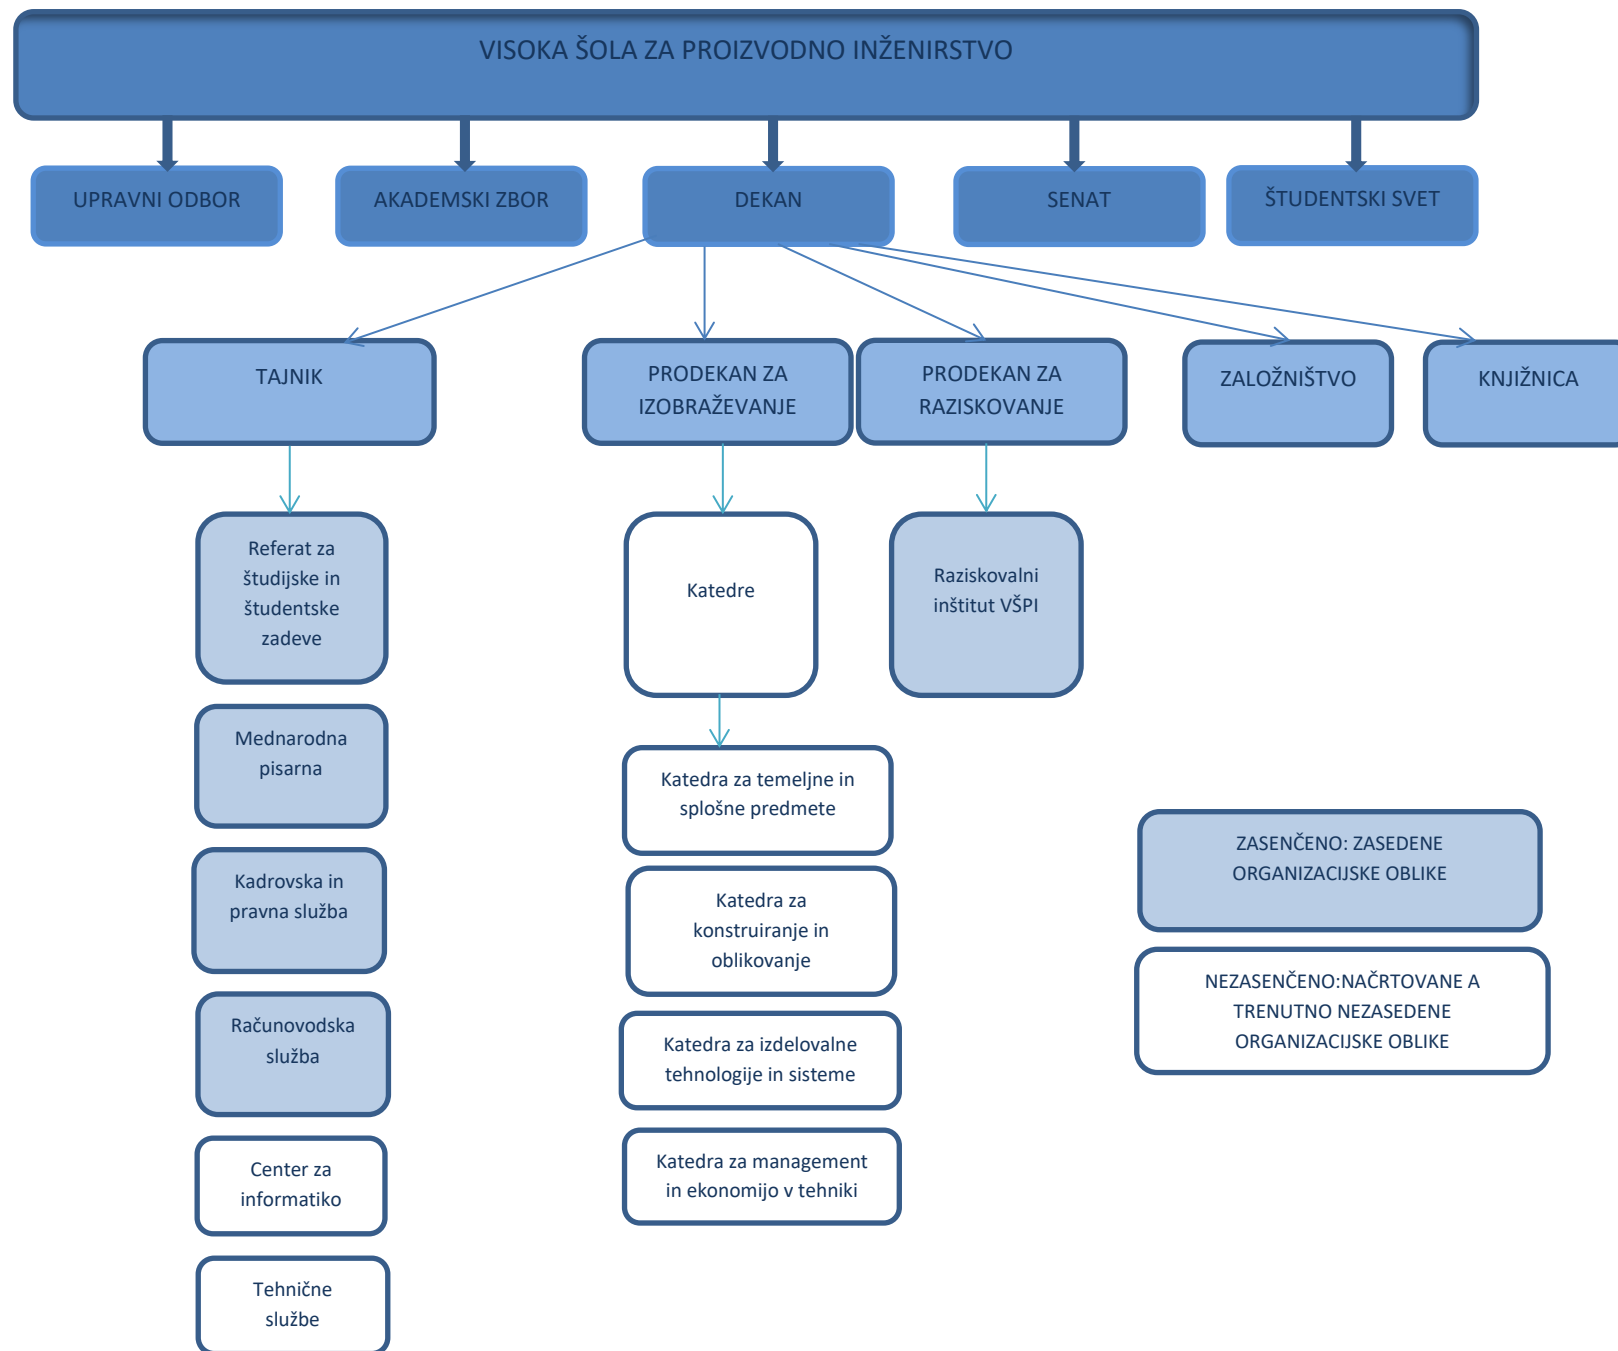 VISOKA ŠOLA ZA PROIZVODNO INŽENIRSTVO
UPRAVNI ODBOR
AKADEMSKI ZBOR
DEKAN
SENAT
ŠTUDENTSKI SVET
TAJNIK
PRODEKAN ZA
IZOBRAŽEVANJE
PRODEKAN ZA
RAZISKOVANJE
ZALOŽNIŠTVO
KNJIŽNICA
Referat za
študijske in
študentske
zadeve
Katedre
Raziskovalni
inštitut VŠPI
Mednarodna
pisarna
Katedra za temeljne in
splošne predmete
Kadrovska in
pravna služba
Katedra za
konstruiranje in
oblikovanje
ZASENČENO: ZASEDENE
ORGANIZACIJSKE OBLIKE
NEZASENČENO:NAČRTOVANE A
TRENUTNO NEZASEDENE
ORGANIZACIJSKE OBLIKE
Računovodska
služba
Katedra za izdelovalne
tehnologije in sisteme
Center za
informatiko
Katedra za management
in ekonomijo v tehniki
Tehnične
službe